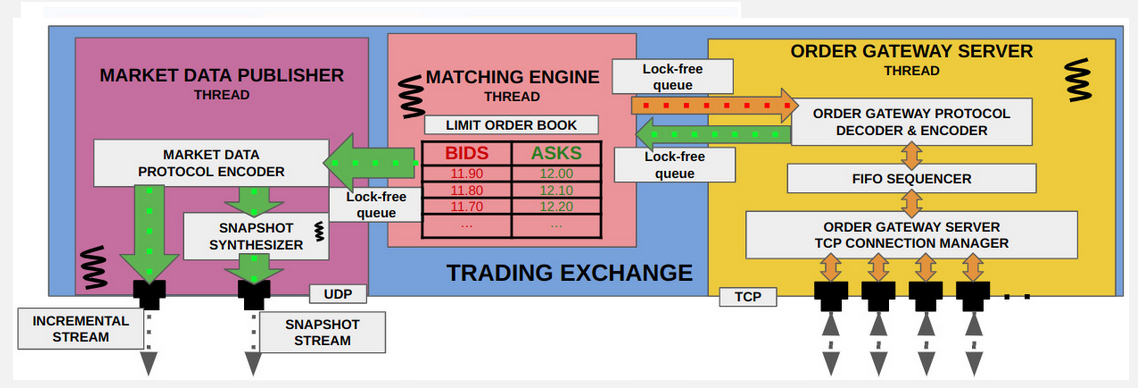 MARKET DATA PUBLISHER
THREAD
MARKET DATA
PROTOCOL ENCODER
SNAPSHOT
SYNTHESIZER
UDP
INCREMENTAL
STREAM
SNAPSHOT
STREAM
Lock-free
queue
MATCHING ENGINE
THREAD
LIMIT ORDER BOOK
BIDS ASKS
11.90 12.00
11.80 12.10
11.70 12.20
... ...
TRADING EXCHANGE
Lock-free
queue
Lock-free
queue
ORDER GATEWAY SERVER
THREAD
ORDER GATEWAY PROTOCOL
DECODER & ENCODER
FIFO SEQUENCER
ORDER GATEWAY SERVER
TCP CONNECTION MANAGER
TCP